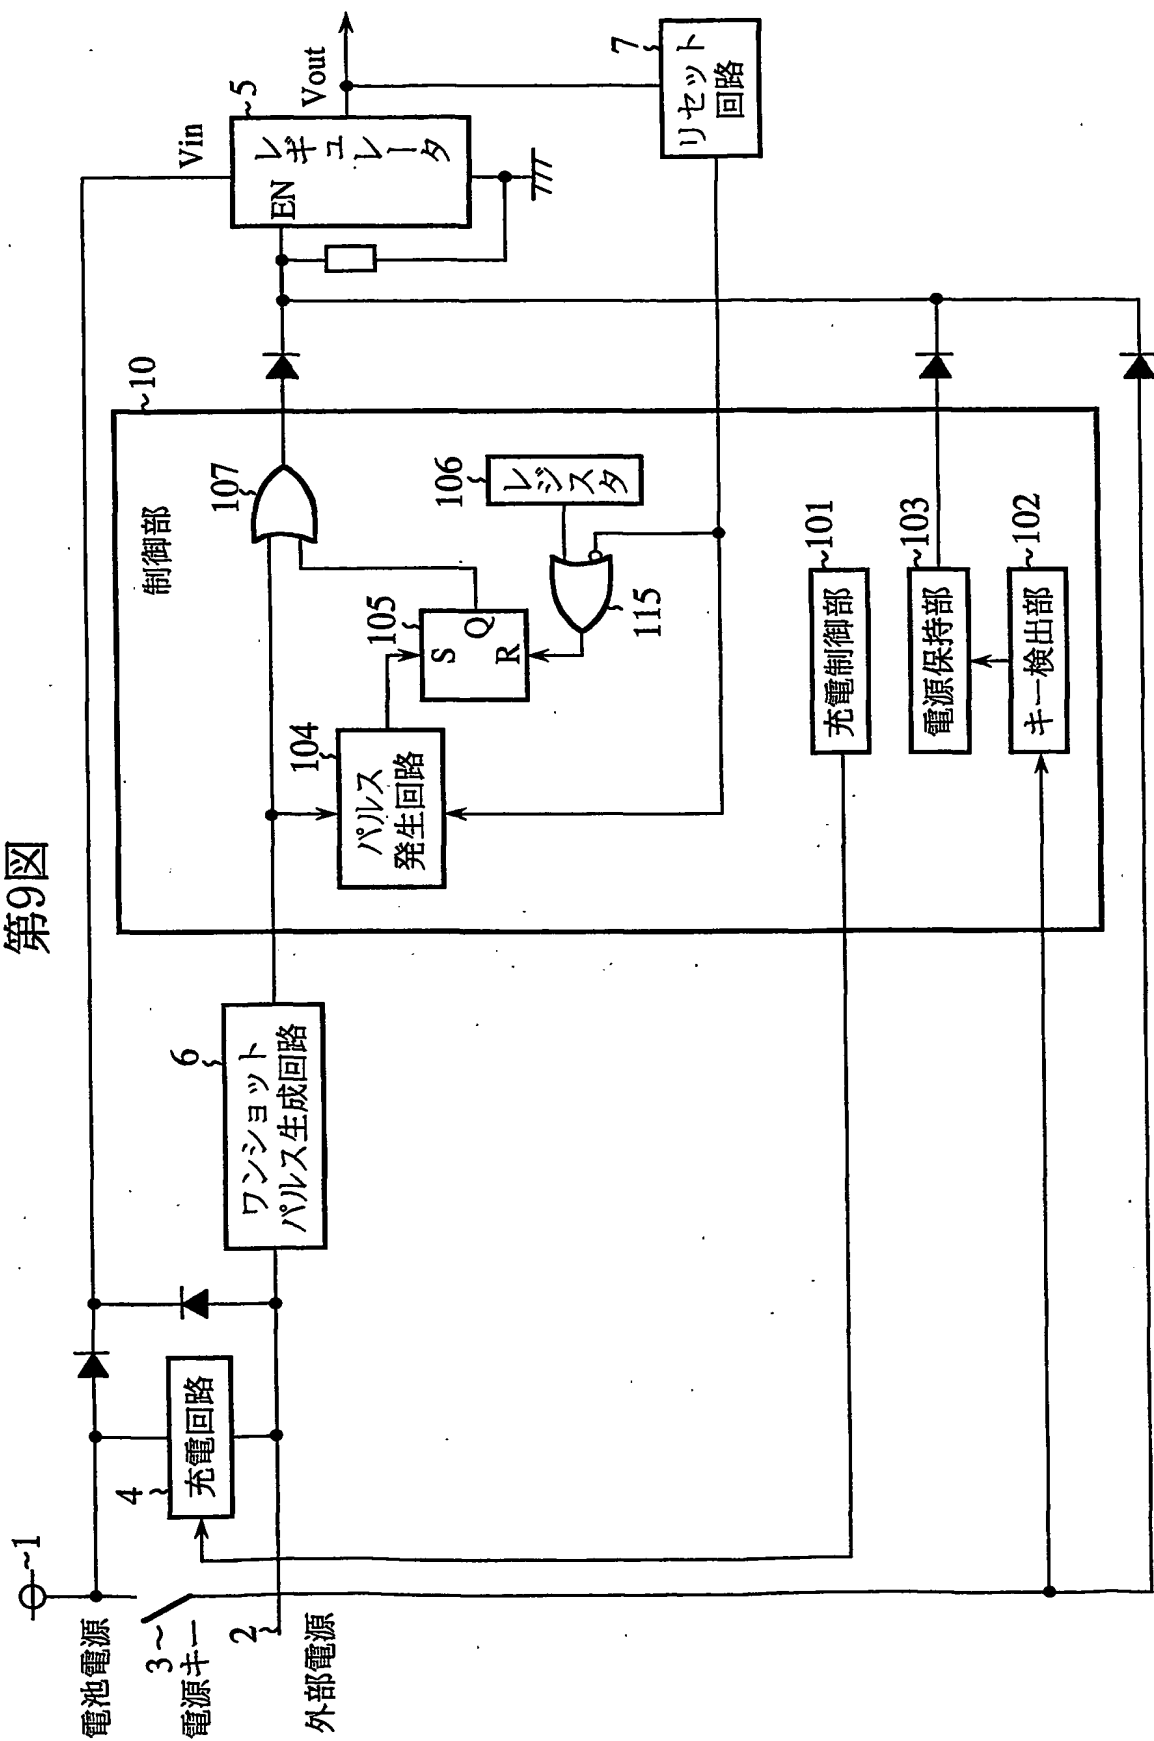 第9図
電池電源
1
3
電源キー
2
外部電源
4
充電回路
6
ワンショット
パルス生成回路
10
制御部
104
パルス
発生回路
105
S
Q
R
107
106
レジスタ
115
101
充電制御部
103
電源保持部
102
キー検出部
Vin
5
レギュレータ
EN
Vout
7
リセット
回路